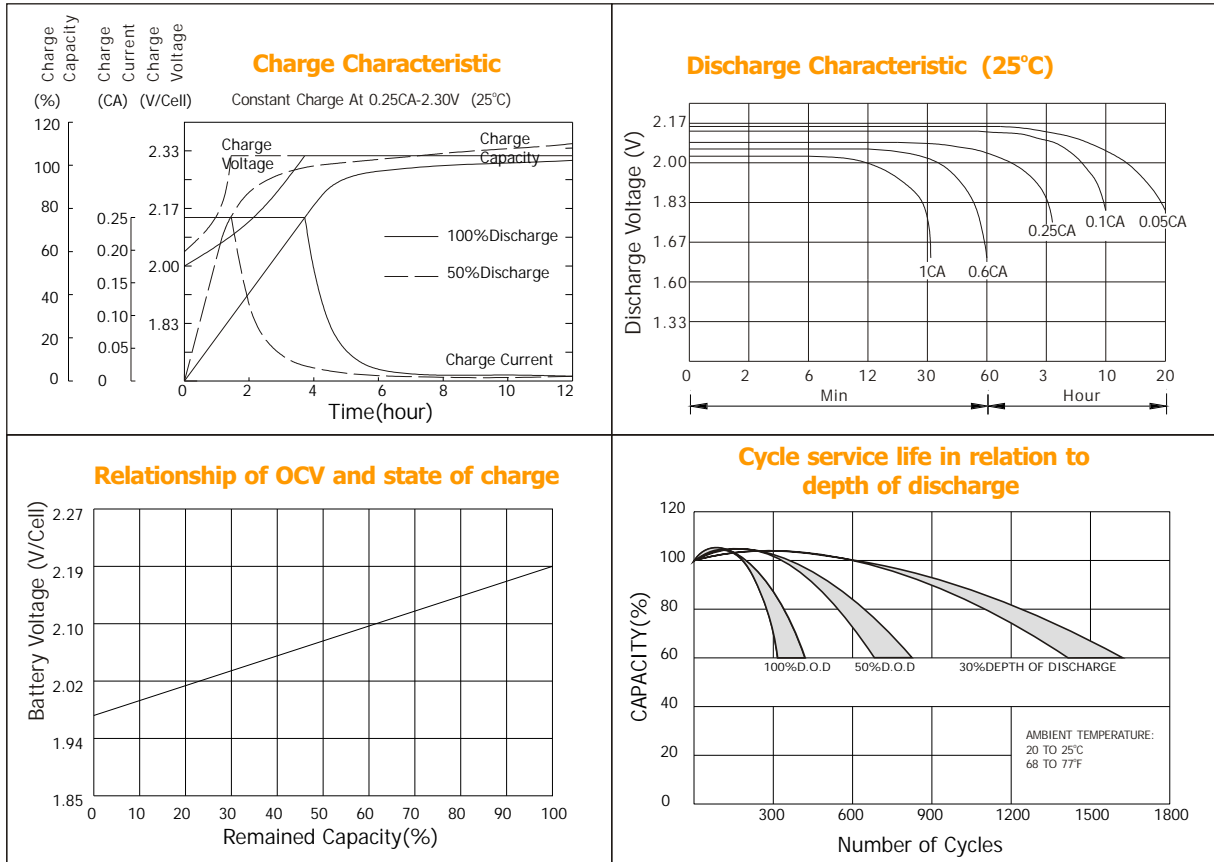 Charge Characteristic
Constant Charge At 0.25CA-2.30V (25°C)
Charge Capacity
(%)
Charge Current
(CA)
Charge Voltage
(V/Cell)
120
100
80
60
40
20
0
0.25
0.20
0.15
0.10
0.05
0
2.33
2.17
2.00
1.83
Charge
Voltage
Charge
Capacity
100%Discharge
50%Discharge
Charge Current
0 2 4 6 8 10 12
Time(hour)
Discharge Characteristic (25°C)
Discharge Voltage (V)
2.17
2.00
1.83
1.67
1.60
1.33
1CA
0.6CA
0.25CA
0.1CA
0.05CA
0 2 6 12 30 60 3 10 20
Min
Hour
Relationship of OCV and state of charge
Battery Voltage (V/Cell)
2.27
2.19
2.10
2.02
1.94
1.85
0 10 20 30 40 50 60 70 80 90 100
Remained Capacity(%)
Cycle service life in relation to
depth of discharge
CAPACITY(%)
120
100
80
60
40
20
0
100%D.O.D
50%D.O.D
30%DEPTH OF DISCHARGE
AMBIENT TEMPERATURE:
20 TO 25°C
68 TO 77°F
300 600 900 1200 1500 1800
Number of Cycles